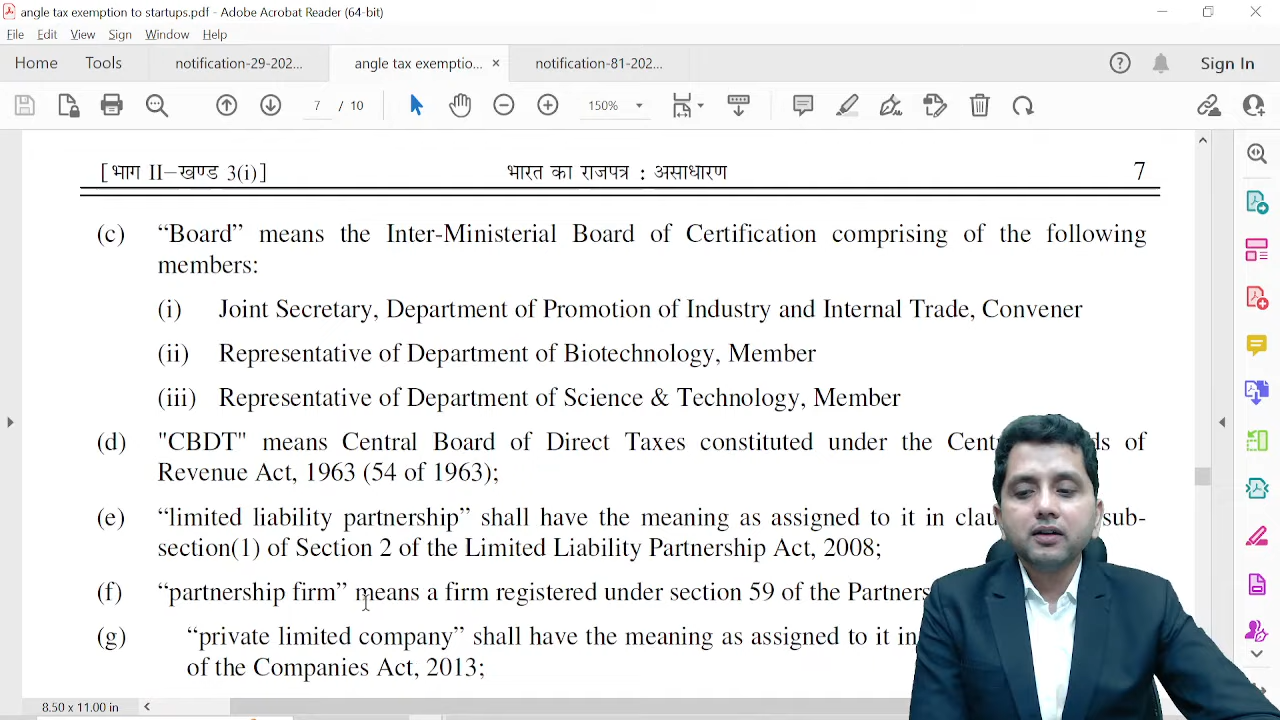 angle tax exemption to startups.pdf - Adobe Acrobat Reader (64-bit)
File Edit View Sign Window Help
Home Tools notification-29-202... angle tax exemptio... notification-81-202...
Sign In
7 / 10 150%
[भाग II—खण्ड 3(i)] भारत का राजपत्र : असाधारण 7
(c) “Board” means the Inter-Ministerial Board of Certification comprising of the following
members:
(i) Joint Secretary, Department of Promotion of Industry and Internal Trade, Convener
(ii) Representative of Department of Biotechnology, Member
(iii) Representative of Department of Science & Technology, Member
(d) "CBDT" means Central Board of Direct Taxes constituted under the of
Revenue Act, 1963 (54 of 1963);
(e) “limited liability partnership” shall have the meaning as assigned to it in sub-
section(1) of Section 2 of the Limited Liability Partnership Act, 2008;
(f) “partnership firm” means a firm registered under section 59 of the
(g) “private limited company” shall have the meaning as assigned to it in
of the Companies Act, 2013;
8.50 x 11.00 in